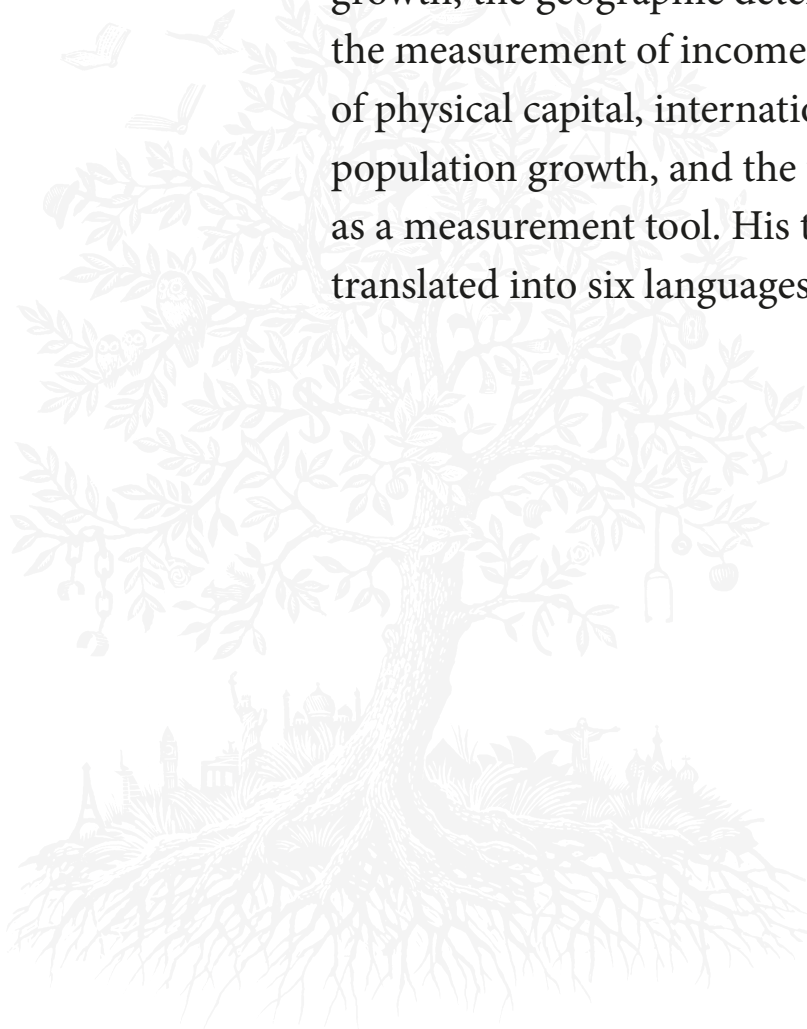 growth, the geographic
the measurement of income
of physical capital,
population growth, and the
as a measurement tool. His
translated into six languages